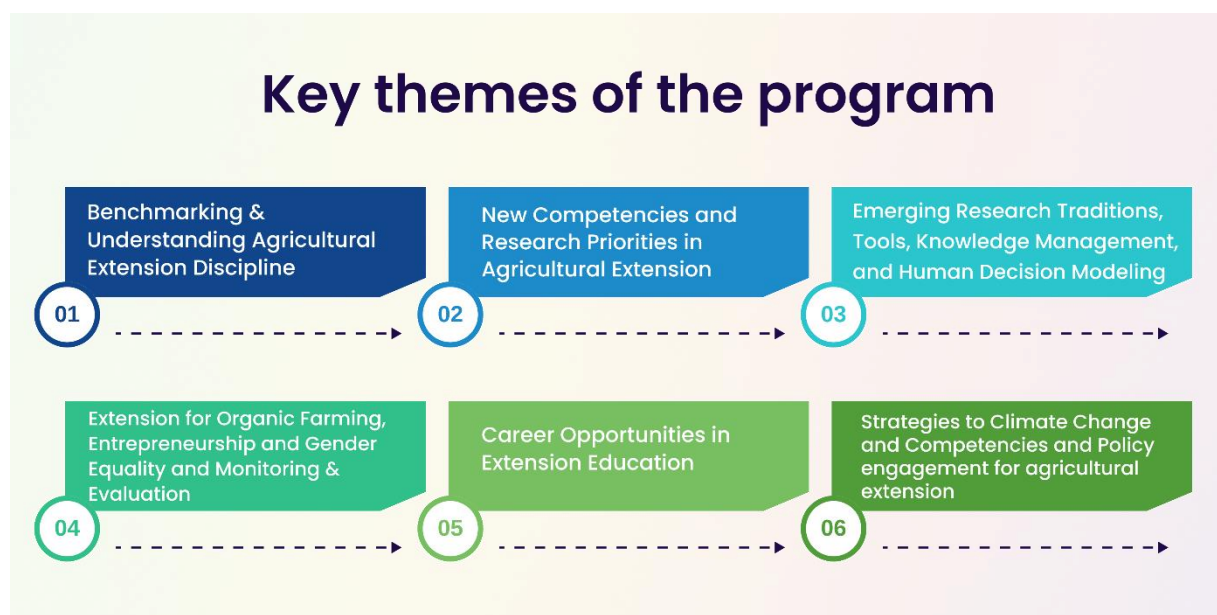 Key themes of the program
Benchmarking &
Understanding Agricultural
Extension Discipline
01
New Competencies and
Research Priorities in
Agricultural Extension
02
Emerging Research Traditions,
Tools, Knowledge Management,
and Human Decision Modeling
03
Extension for Organic Farming,
Entrepreneurship and Gender
Equality and Monitoring &
Evaluation
04
Career Opportunities in
Extension Education
05
Strategies to Climate Change
and Competencies and Policy
engagement for agricultural
extension
06